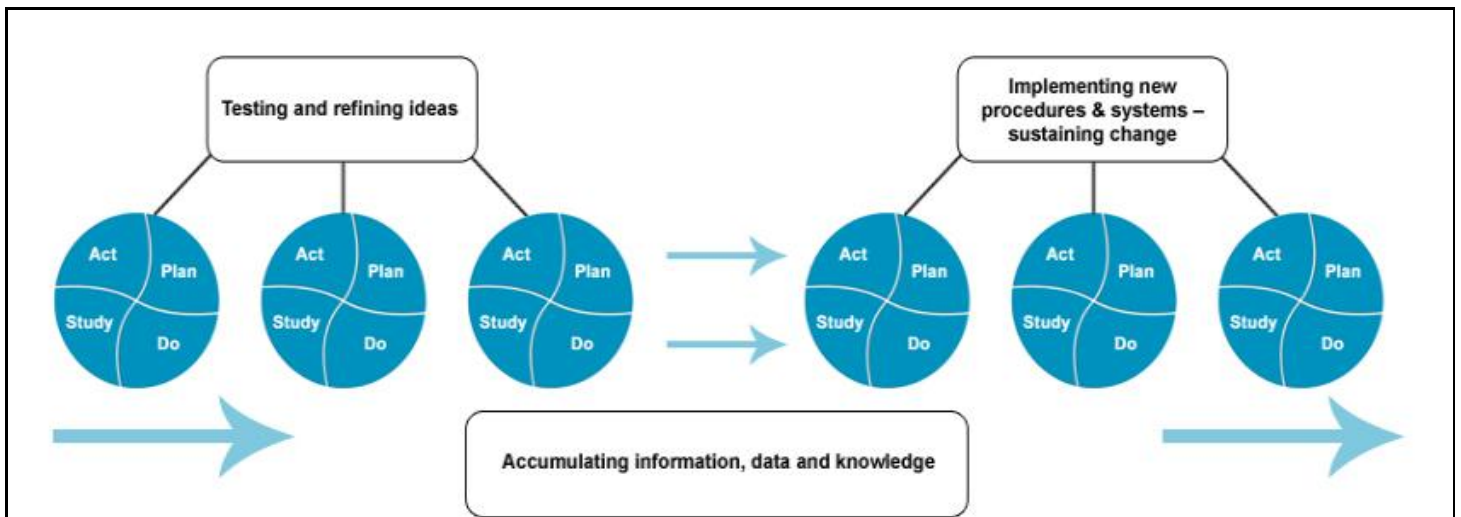 Testing and refining ideas
Implementing new
procedures & systems –
sustaining change
Act
Plan
Study
Do
Act
Plan
Study
Do
Act
Plan
Study
Do
Act
Plan
Study
Do
Act
Plan
Study
Do
Act
Plan
Study
Do
Accumulating information, data and knowledge